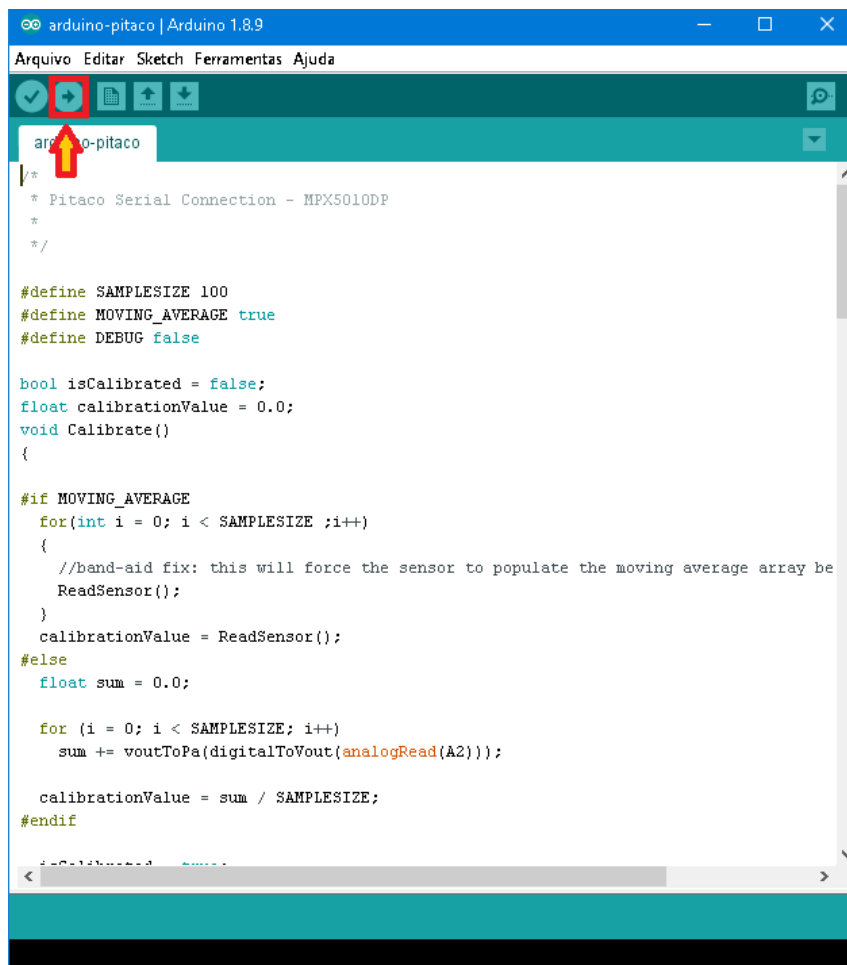 arduino-pitaco | Arduino 1.8.9
Arquivo Editar Sketch Ferramentas Ajuda
arduino-pitaco
/*
 * Pitaco Serial Connection - MPX5010DP
 *
 */
#define SAMPLESIZE 100
#define MOVING_AVERAGE true
#define DEBUG false
bool isCalibrated = false;
float calibrationValue = 0.0;
void Calibrate()
{
#if MOVING_AVERAGE
  for(int i = 0; i < SAMPLESIZE ;i++)
  {
    //band-aid fix: this will force the sensor to populate the moving average array be
    ReadSensor();
  }
  calibrationValue = ReadSensor();
#else
  float sum = 0.0;
  for (i = 0; i < SAMPLESIZE; i++)
    sum += voutToPa(digitalToVout(analogRead(A2)));
  calibrationValue = sum / SAMPLESIZE;
#endif
  isCalibrated = true;